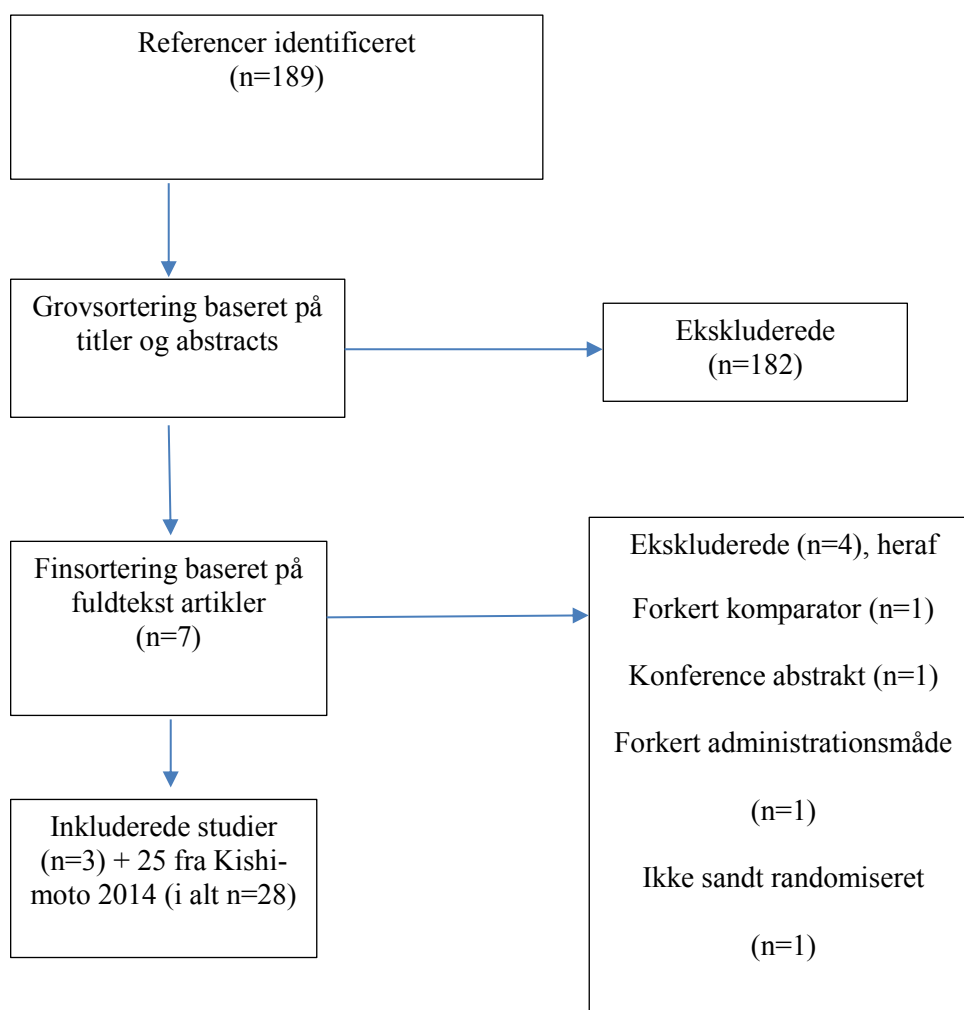 Referencer identificeret
(n=189)
Grovsortering baseret på
titler og abstracts
Ekskluderede
(n=182)
Finsortering baseret på
fuldtekst artikler
(n=7)
Ekskluderede (n=4), heraf
Forkert komparator (n=1)
Konference abstrakt (n=1)
Forkert administrationsmåde
(n=1)
Ikke sandt randomiseret
(n=1)
Inkluderede studier
(n=3) + 25 fra Kishi-
moto 2014 (i alt n=28)